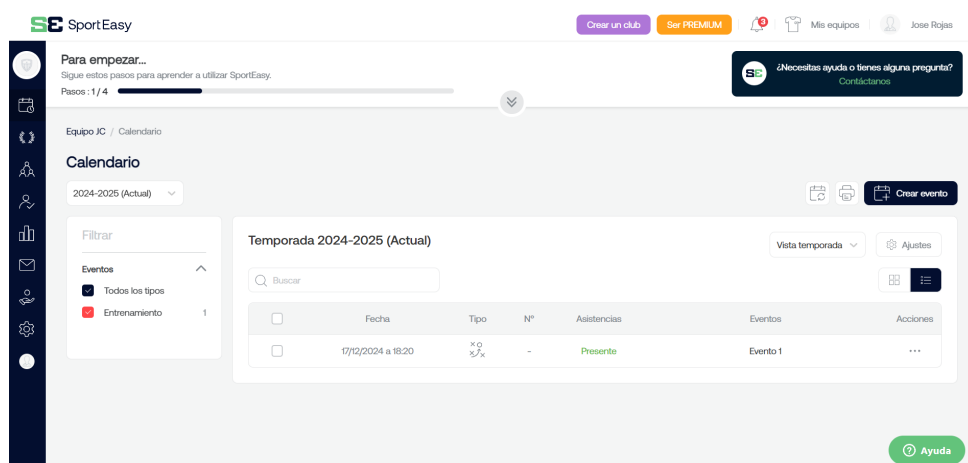 SE SportEasy
Crear un club
Ser PREMIUM
3
Mis equipos
Jose Rojas
Para empezar...
Sigue estos pasos para aprender a utilizar SportEasy.
Pasos : 1 / 4
SE
¿Necesitas ayuda o tienes alguna pregunta?
Contáctanos
Equipo JC / Calendario
Calendario
2024-2025 (Actual)
Crear evento
Filtrar
Eventos
Todos los tipos
Entrenamiento 1
Temporada 2024-2025 (Actual)
Vista temporada
Ajustes
Buscar
Fecha Tipo Nº Asistencias Eventos Acciones
17/12/2024 a 18:20 - Presente Evento 1 ...
Ayuda